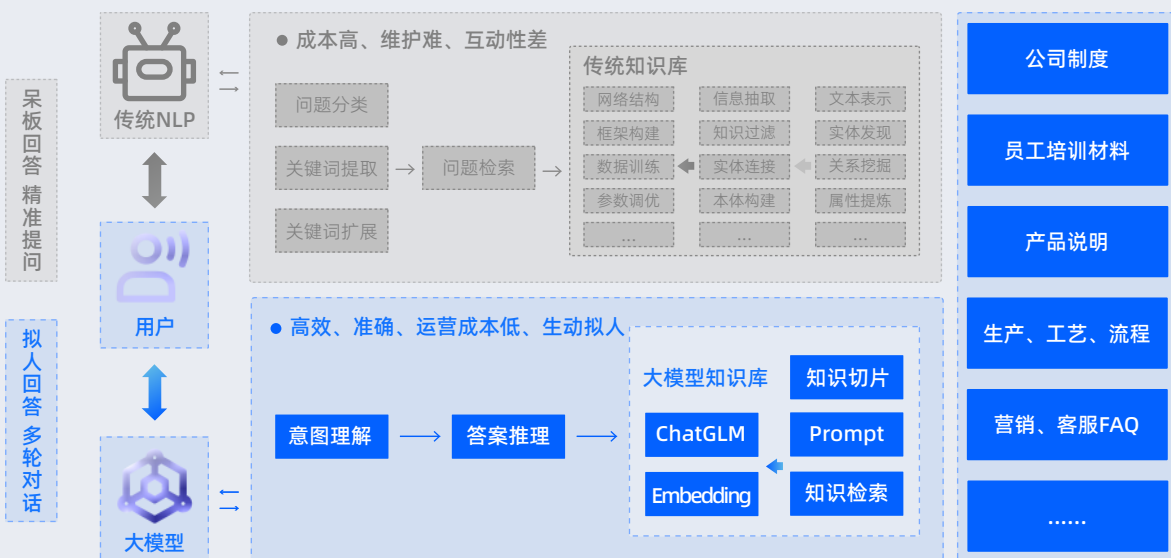 呆板回答 精准提问
传统NLP
用户
● 成本高、维护难、互动性差
问题分类
关键词提取
关键词扩展
问题检索
传统知识库
网络结构 信息抽取 文本表示
框架构建 知识过滤 实体发现
数据训练 实体连接 关系挖掘
参数调优 本体构建 属性提炼
... ... ...
拟人回答 多轮对话
大模型
● 高效、准确、运营成本低、生动拟人
意图理解
答案推理
大模型知识库
知识切片
ChatGLM
Prompt
Embedding
知识检索
公司制度
员工培训材料
产品说明
生产、工艺、流程
营销、客服FAQ
......